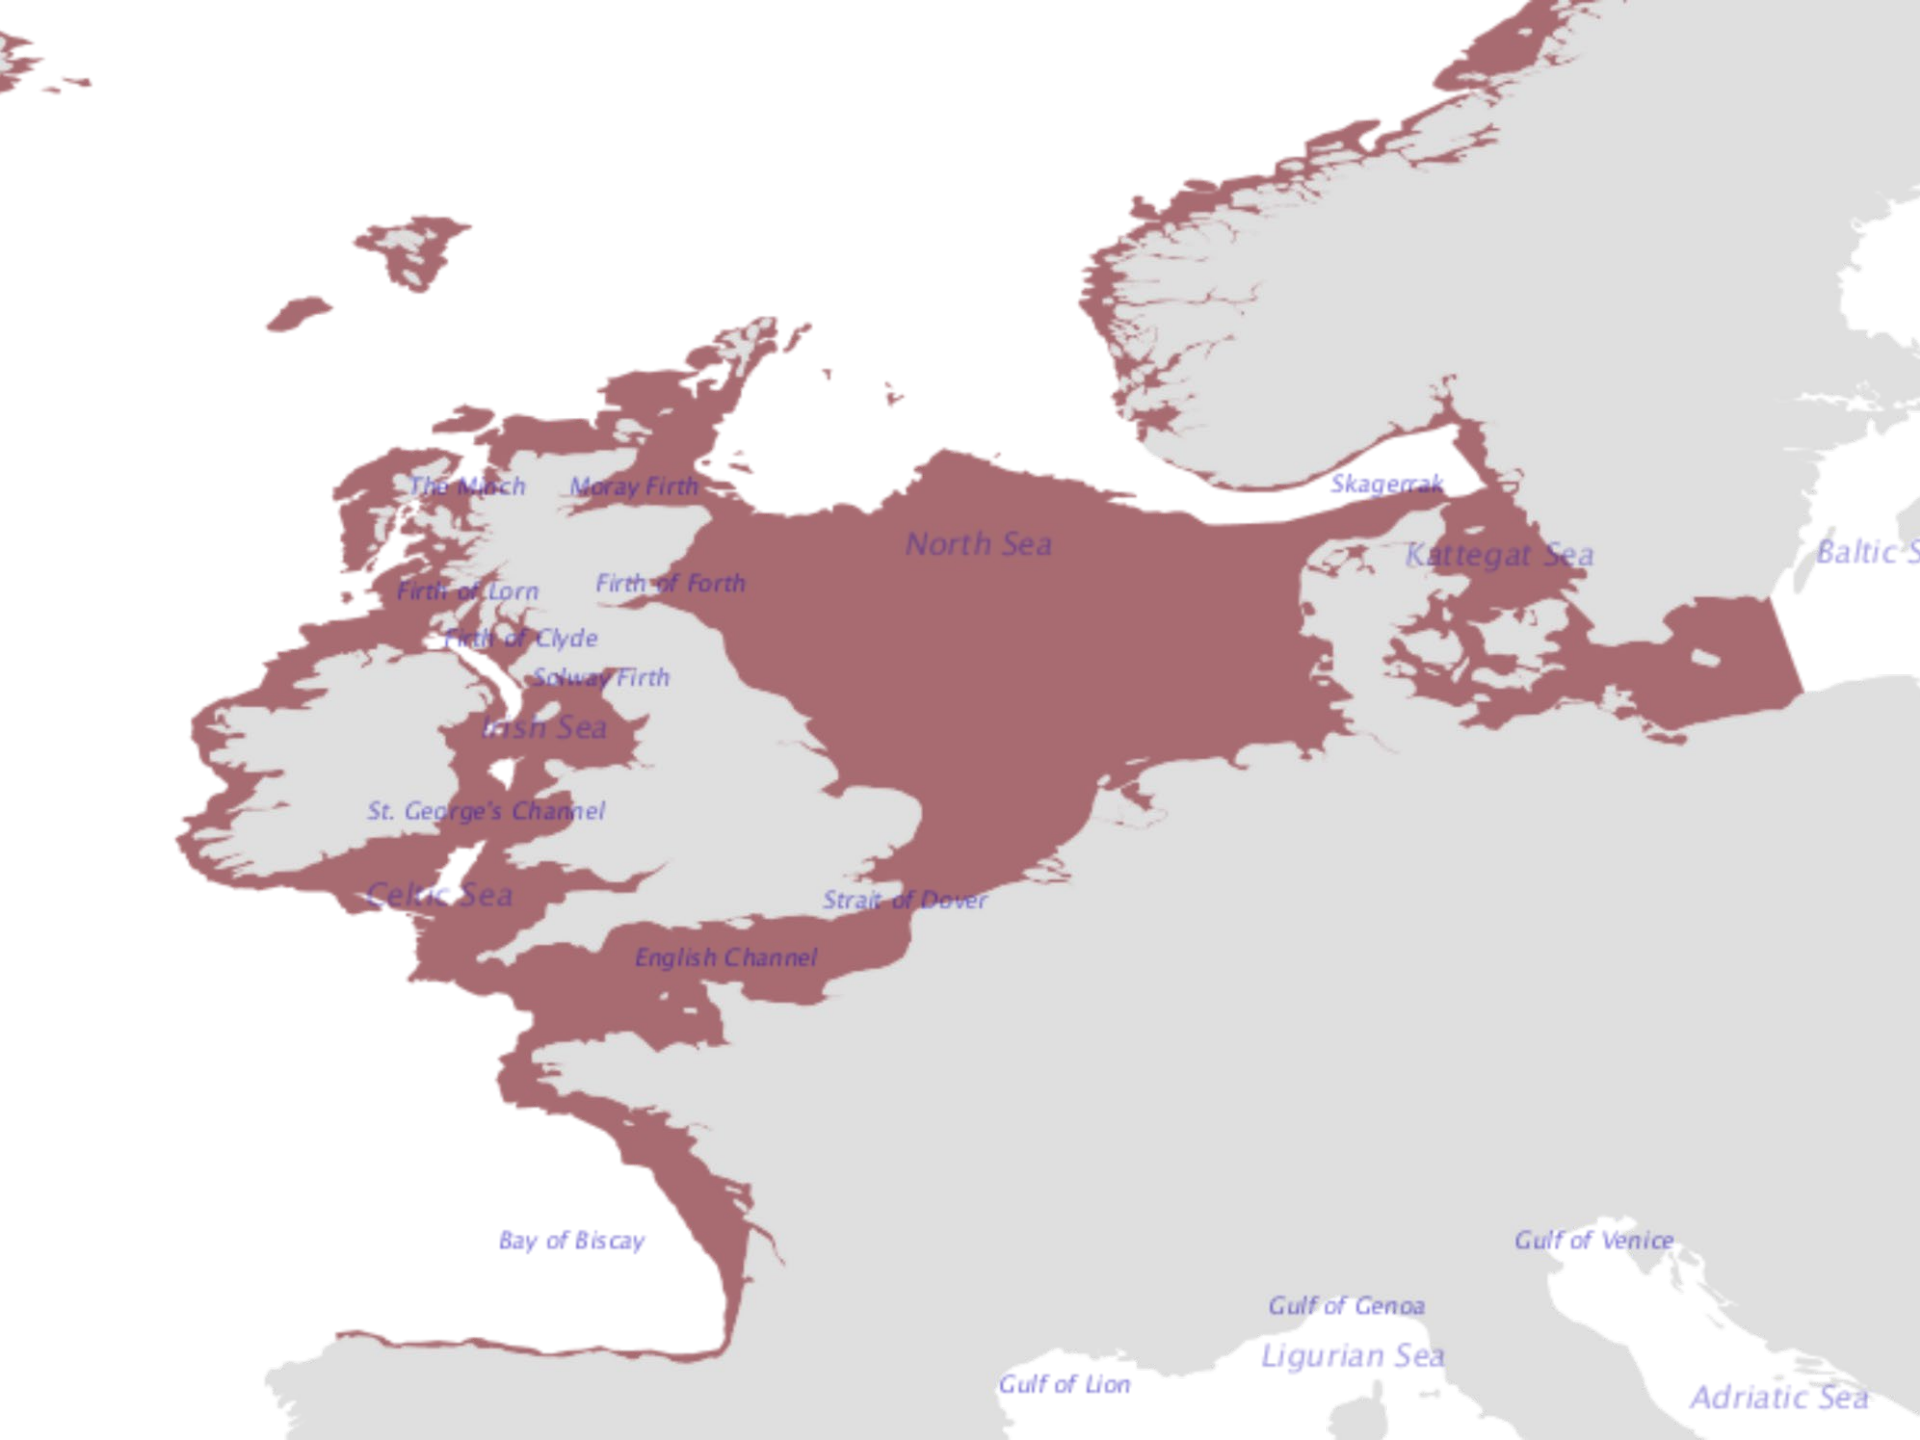 The Minch
Moray Firth
Skagerrak
North Sea
Kattegat Sea
Baltic S
Firth of Lorn
Firth of Forth
Firth of Clyde
Solway Firth
Irish Sea
St. George's Channel
Celtic Sea
Strait of Dover
English Channel
Bay of Biscay
Gulf of Venice
Gulf of Genoa
Ligurian Sea
Gulf of Lion
Adriatic Sea